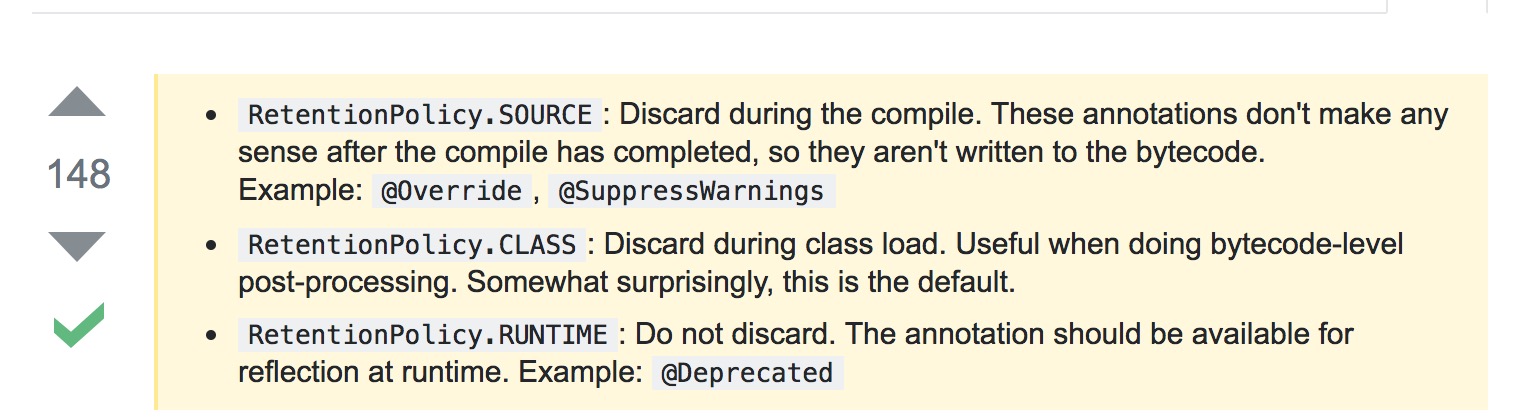 148
• RetentionPolicy.SOURCE : Discard during the compile. These annotations don't make any
sense after the compile has completed, so they aren't written to the bytecode.
Example: @Override , @SuppressWarnings
• RetentionPolicy.CLASS : Discard during class load. Useful when doing bytecode-level
post-processing. Somewhat surprisingly, this is the default.
• RetentionPolicy.RUNTIME : Do not discard. The annotation should be available for
reflection at runtime. Example: @Deprecated